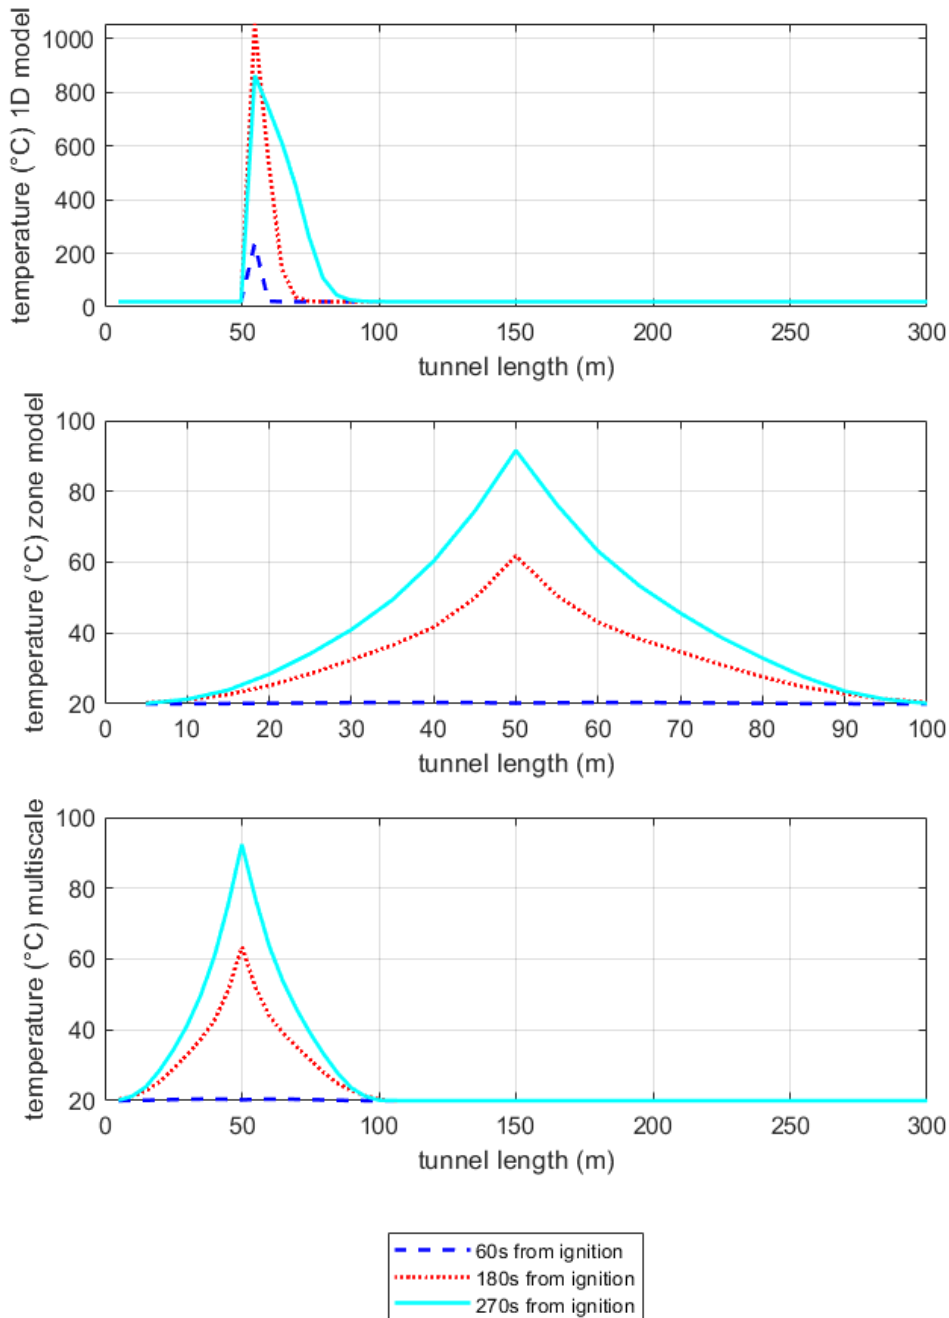 temperature (°C) 1D model
1000
800
600
400
200
0
0 50 100 150 200 250 300
tunnel length (m)
temperature (°C) zone model
100
80
60
40
20
0 10 20 30 40 50 60 70 80 90 100
tunnel length (m)
temperature (°C) multiscale
100
80
60
40
20
0 50 100 150 200 250 300
tunnel length (m)
60s from ignition
180s from ignition
270s from ignition